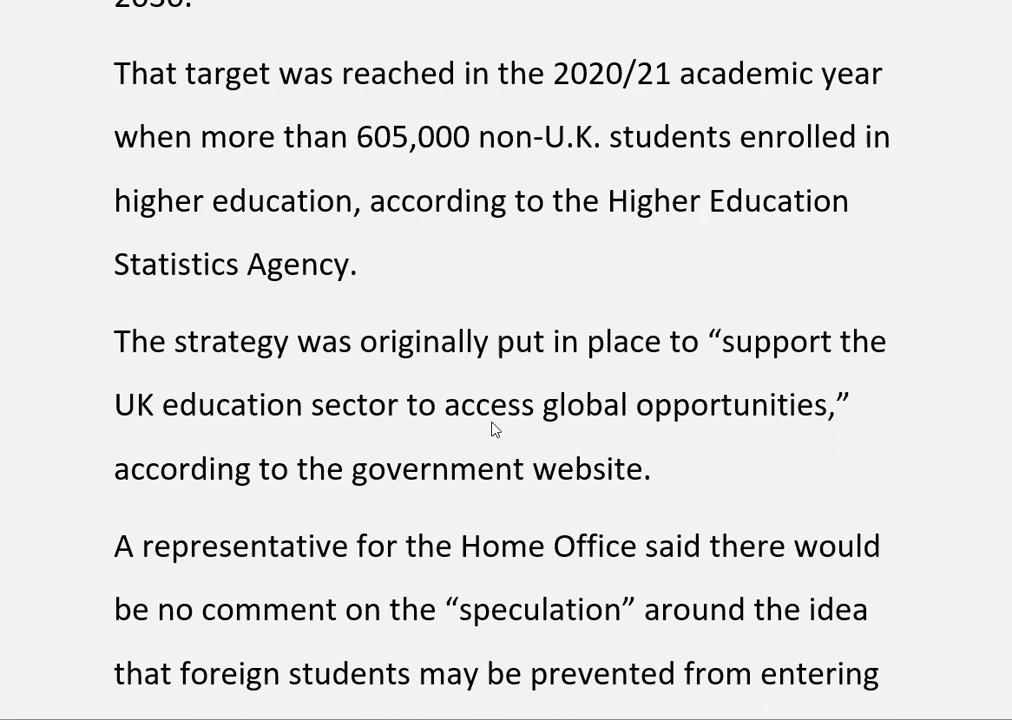 2030.
That target was reached in the 2020/21 academic year
when more than 605,000 non-U.K. students enrolled in
higher education, according to the Higher Education
Statistics Agency.
The strategy was originally put in place to “support the
UK education sector to access global opportunities,”
according to the government website.
A representative for the Home Office said there would
be no comment on the “speculation” around the idea
that foreign students may be prevented from entering